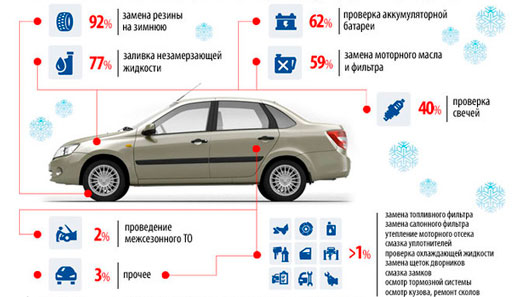 92% замена резины
на зимнюю
77% заливка незамерзающей
жидкости
62% проверка аккумуляторной
батареи
59% замена моторного масла
и фильтра
40% проверка
свечей
2% проведение
межсезонного ТО
3% прочее
>1%
замена топливного фильтра
замена салонного фильтра
утепление моторного отсека
смазка уплотнителей
проверка охлаждающей жидкости
замена щеток дворников
смазка замков
осмотр тормозной системы
осмотр кузова, ремонт сколов